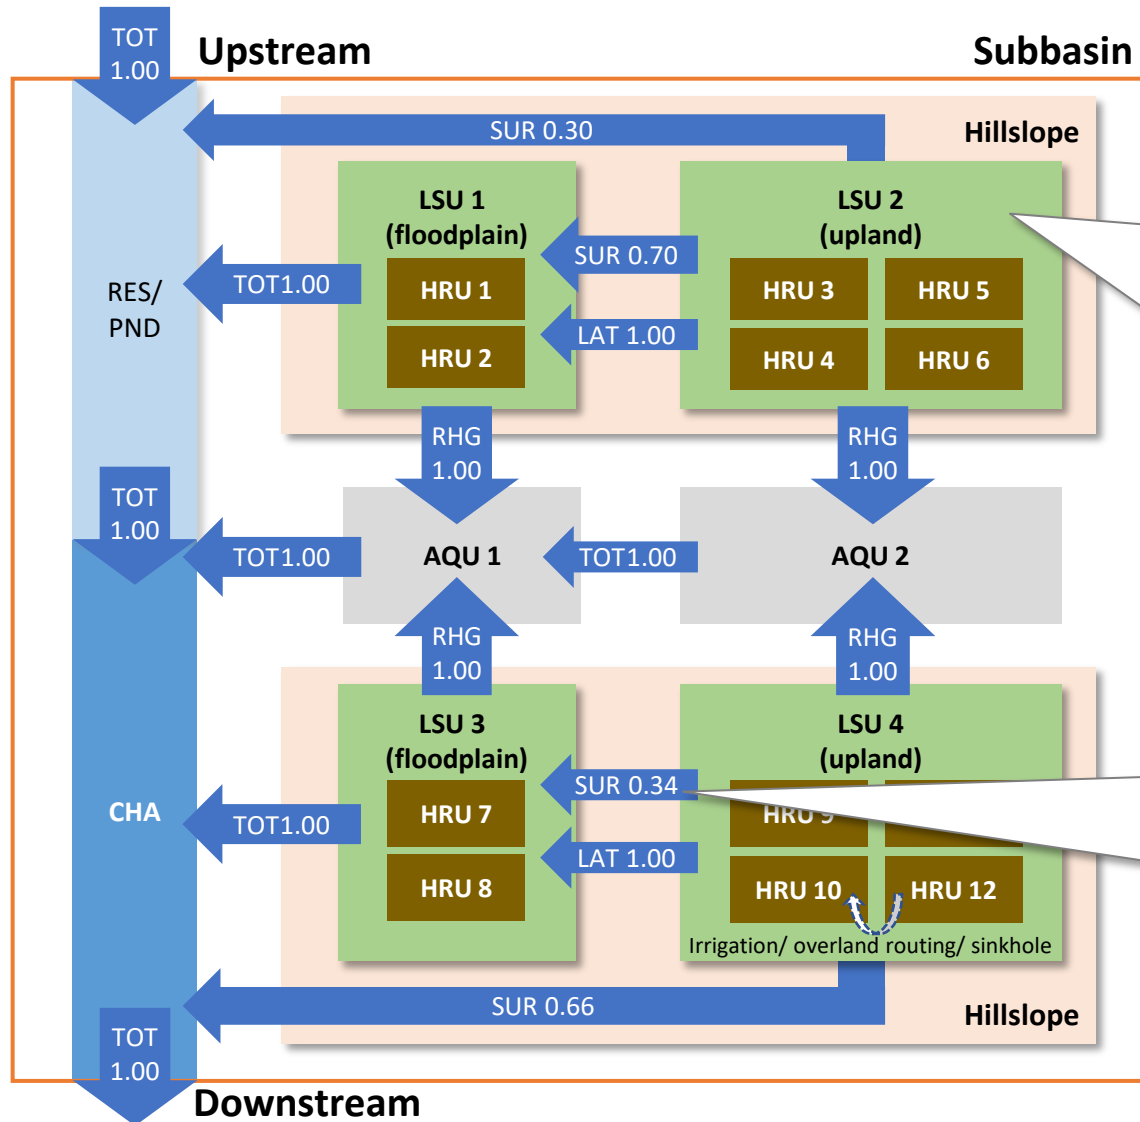 TOT
1.00
Upstream
Subbasin
SUR 0.30
Hillslope
LSU 1
(floodplain)
LSU 2
(upland)
SUR 0.70
TOT1.00
HRU 1
HRU 3
HRU 5
RES/
PND
LAT 1.00
HRU 2
HRU 4
HRU 6
RHG
1.00
RHG
1.00
TOT
1.00
TOT1.00
AQU 1
TOT1.00
AQU 2
RHG
1.00
RHG
1.00
LSU 3
(floodplain)
LSU 4
(upland)
SUR 0.34
CHA
TOT1.00
HRU 7
HRU 9
LAT 1.00
HRU 8
HRU 10
HRU 12
Irrigation/ overland routing/ sinkhole
SUR 0.66
Hillslope
TOT
1.00
Downstream